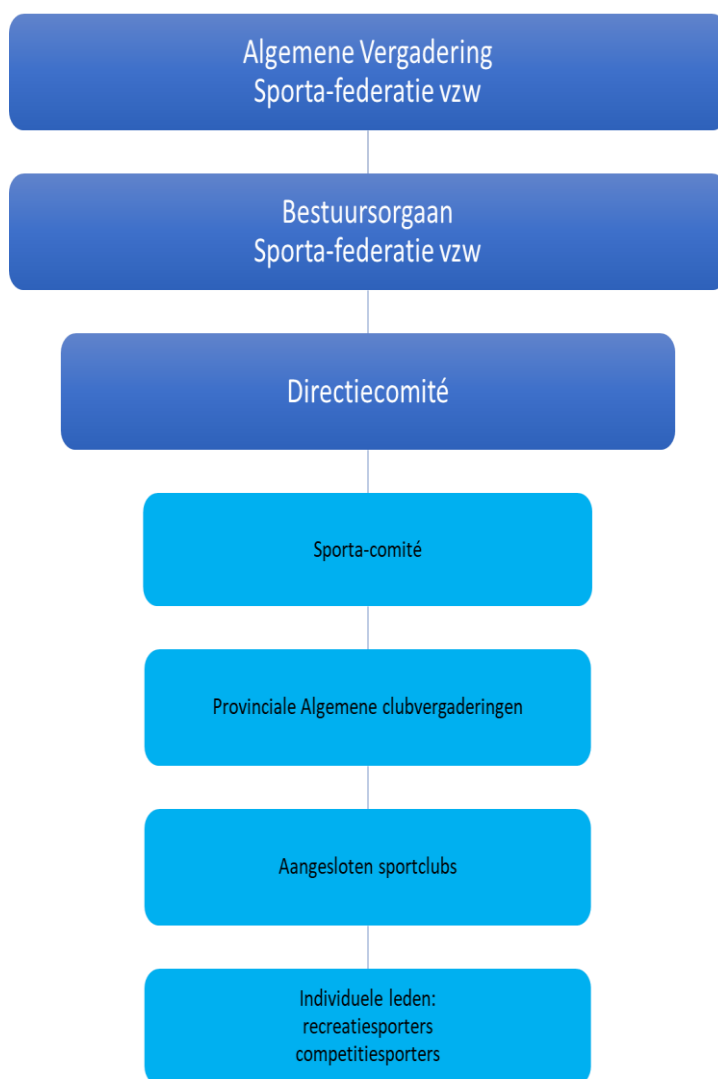 Algemene Vergadering
Sporta-federatie vzw
Bestuursorgaan
Sporta-federatie vzw
Directiecomité
Sporta-comité
Provinciale Algemene clubvergaderingen
Aangesloten sportclubs
Individuele leden:
recreatiesporters
competitiesporters